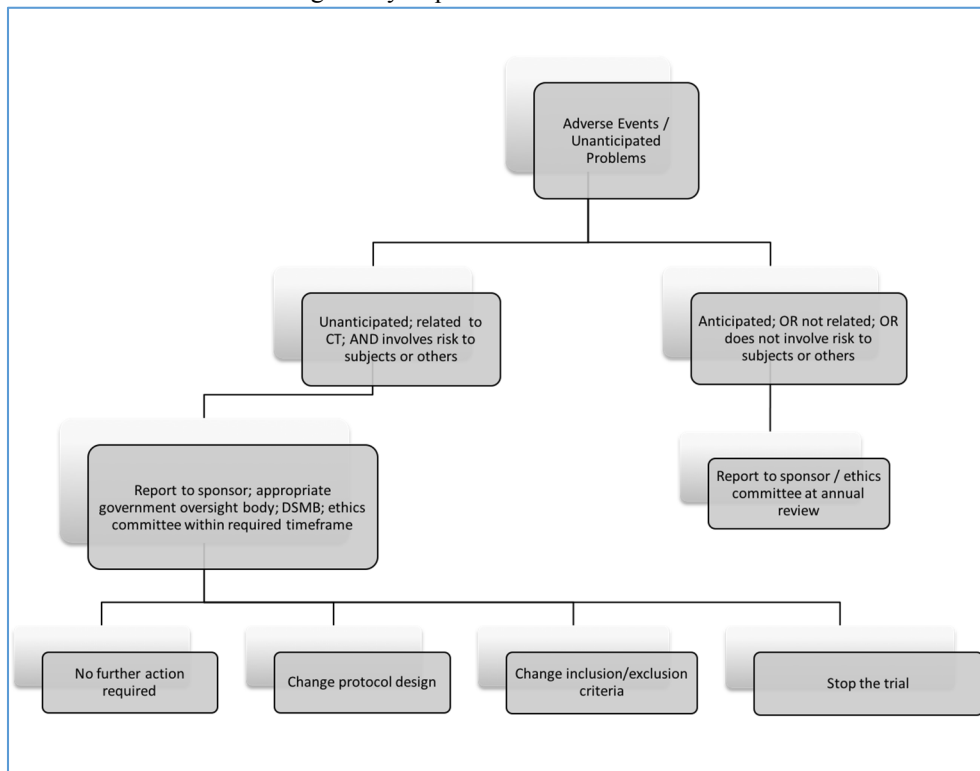 Adverse Events /
Unanticipated
Problems
Unanticipated; related to
CT; AND involves risk to
subjects or others
Anticipated; OR not related; OR
does not involve risk to
subjects or others
Report to sponsor; appropriate
government oversight body; DSMB; ethics
committee within required timeframe
Report to sponsor / ethics
committee at annual
review
No further action
required
Change protocol design
Change inclusion/exclusion
criteria
Stop the trial